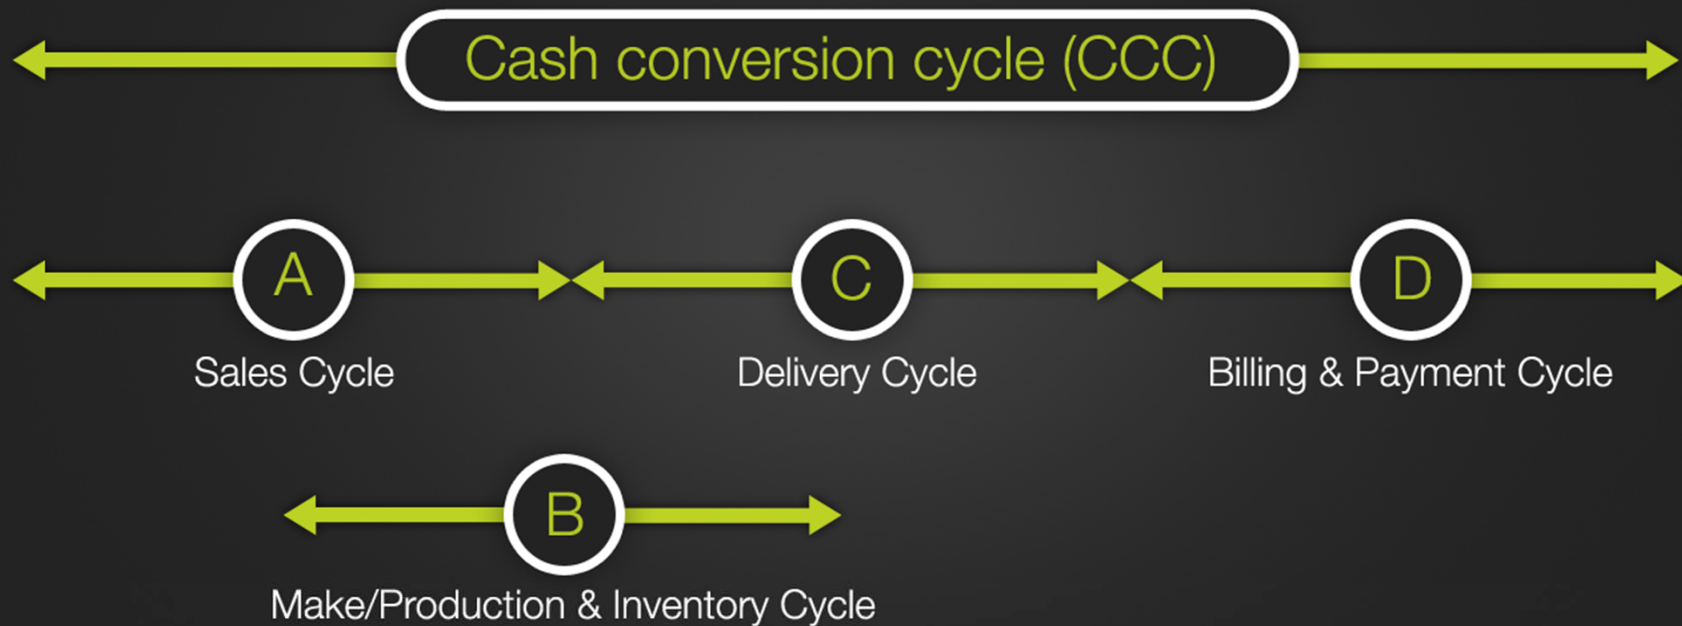 Cash conversion cycle (CCC)
A
C
D
Sales Cycle
Delivery Cycle
Billing & Payment Cycle
B
Make/Production & Inventory Cycle